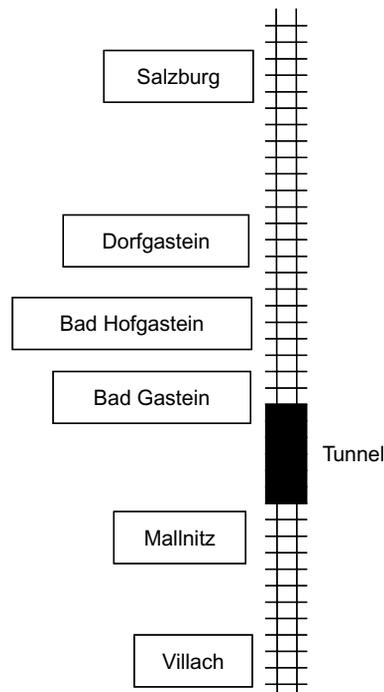 Salzburg
Dorfgastein
Bad Hofgastein
Bad Gastein
Tunnel
Mallnitz
Villach